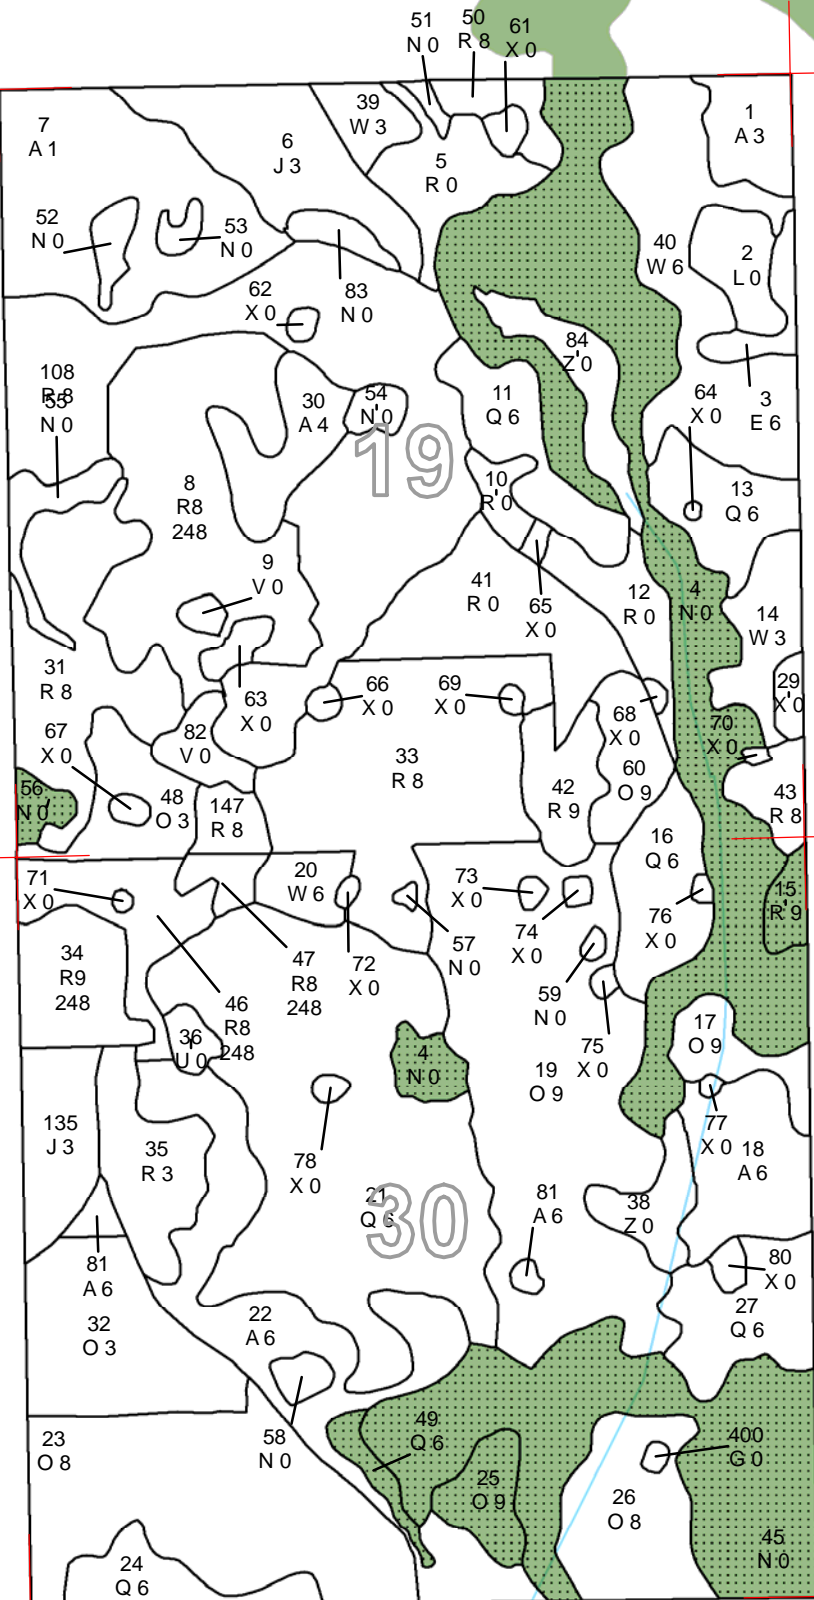 51
N 0
50
R 8
61
X 0
7
A 1
39
W 3
6
J 3
5
R 0
1
A 3
52
N 0
53
N 0
40
W 6
2
L 0
62
X 0
83
N 0
84
Z 0
108
R 8
55
N 0
30
A 4
54
N 0
11
Q 6
64
X 0
3
E 6
19
8
R8
248
10
R 0
13
Q 6
9
V 0
41
R 0
65
X 0
12
R 0
4
N 0
14
W 3
31
R 8
63
X 0
66
X 0
69
X 0
29
X 0
67
X 0
82
V 0
68
X 0
70
X 0
33
R 8
60
O 9
56
N 0
48
O 3
147
R 8
42
R 9
43
R 8
16
Q 6
71
X 0
20
W 6
73
X 0
15
R 9
34
R9
248
47
R8
248
72
X 0
57
N 0
74
X 0
76
X 0
46
R8
248
59
N 0
36
U 0
75
X 0
17
O 9
4
N 0
19
O 9
135
J 3
35
R 3
77
X 0
18
A 6
78
X 0
21
Q 6
30
81
A 6
38
Z 0
81
A 6
80
X 0
32
O 3
22
A 6
27
Q 6
23
O 8
58
N 0
49
Q 6
400
G 0
25
O 9
26
O 8
45
N 0
24
Q 6